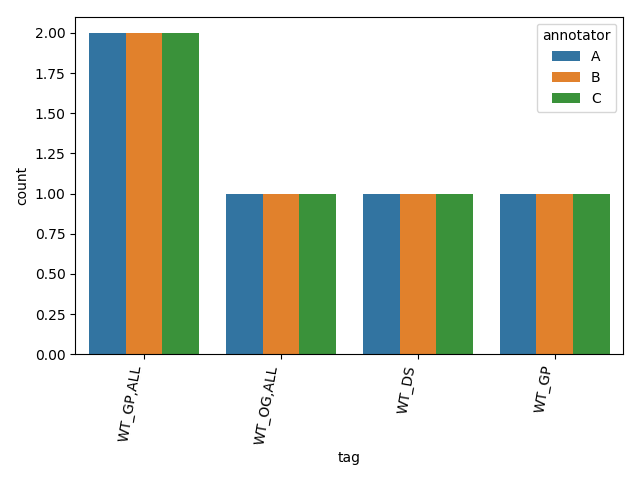 annotator
A
B
C
2.00
1.75
1.50
1.25
1.00
0.75
0.50
0.25
0.00
count
WT_GP,ALL
WT_OG,ALL
WT_DS
WT_GP
tag